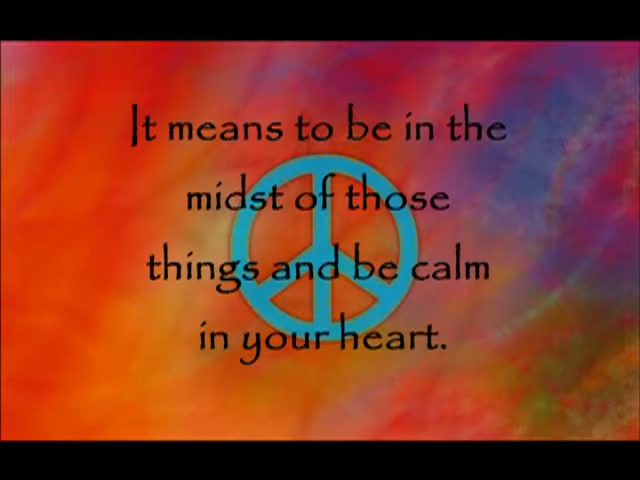 It means to be in the
midst of those
things and be calm
in your heart.